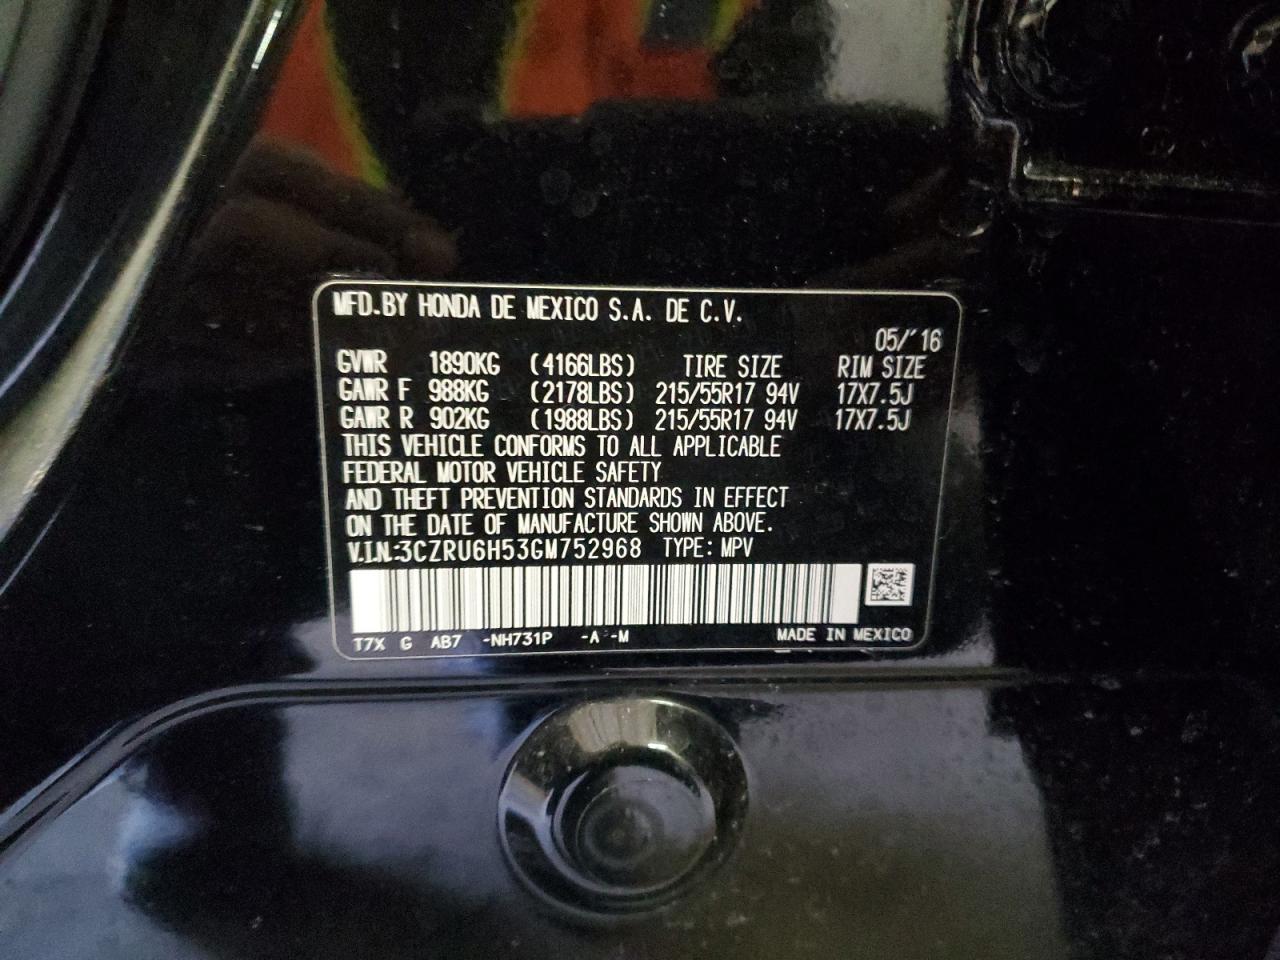 MFD.BY HONDA DE MEXICO S.A. DE C.V.
05/'16
GVWR 1890KG (4166LBS) TIRE SIZE RIM SIZE
GAWR F 988KG (2178LBS) 215/55R17 94V 17X7.5J
GAWR R 902KG (1988LBS) 215/55R17 94V 17X7.5J
THIS VEHICLE CONFORMS TO ALL APPLICABLE
FEDERAL MOTOR VEHICLE SAFETY
AND THEFT PREVENTION STANDARDS IN EFFECT
ON THE DATE OF MANUFACTURE SHOWN ABOVE.
V.I.N.:3CZRU6H53GM752968 TYPE: MPV
T7X G AB7 -NH731P -A -M MADE IN MEXICO